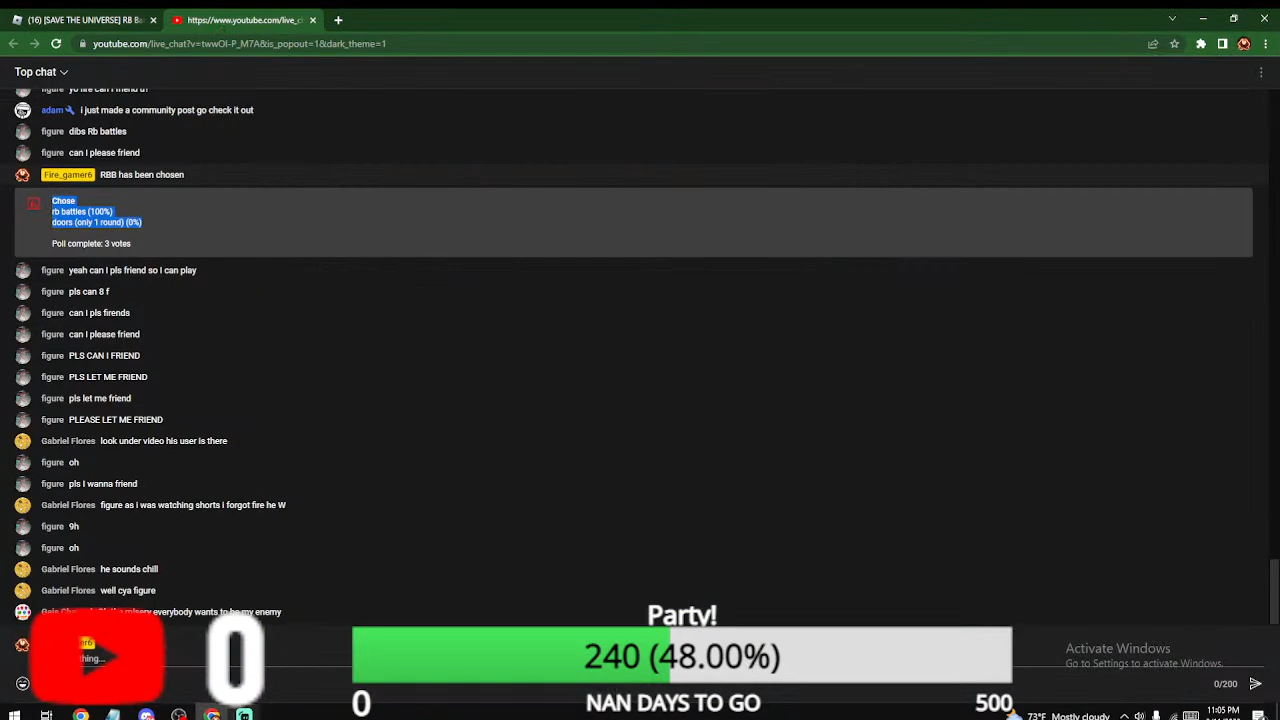 (16) [SAVE THE UNIVERSE] RB Ba
https://www.youtube.com/live_c
youtube.com/live_chat?v=twwOI-P_M7A&is_popout=1&dark_theme=1
Top chat
figure yo fire can i friend u?
adam i just made a community post go check it out
figure dibs Rb battles
figure can I please friend
Fire_gamer6 RBB has been chosen
Chose
rb battles (100%)
doors (only 1 round) (0%)
Poll complete: 3 votes
figure yeah can I pls friend so I can play
figure pls can 8 f
figure can I pls firends
figure can I please friend
figure PLS CAN I FRIEND
figure PLS LET ME FRIEND
figure pls let me friend
figure PLEASE LET ME FRIEND
Gabriel Flores look under video his user is there
figure oh
figure pls I wanna friend
Gabriel Flores figure as i was watching shorts i forgot fire he W
figure 9h
figure oh
Gabriel Flores he sounds chill
Gabriel Flores well cya figure
misery everybody wants to be my enemy
Party!
240 (48.00%)
0
0 NAN DAYS TO GO 500
Activate Windows
Go to Settings to activate Windows.
0/200
73°F Mostly cloudy
11:05 PM